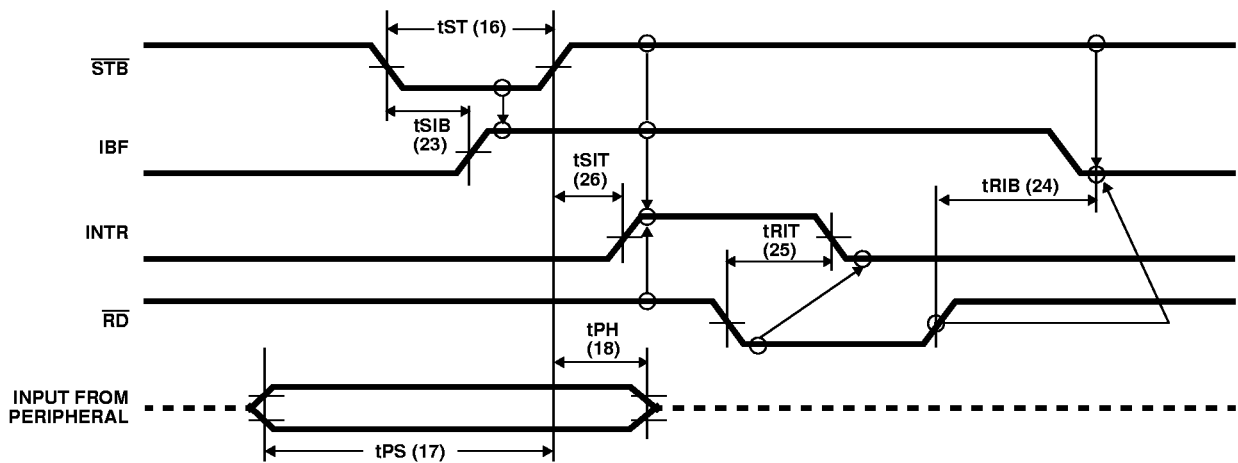 tST (16)
STB
tSIB
(23)
IBF
tSIT
(26)
tRIB (24)
INTR
tRIT
(25)
RD
tPH
(18)
INPUT FROM
PERIPHERAL
tPS (17)